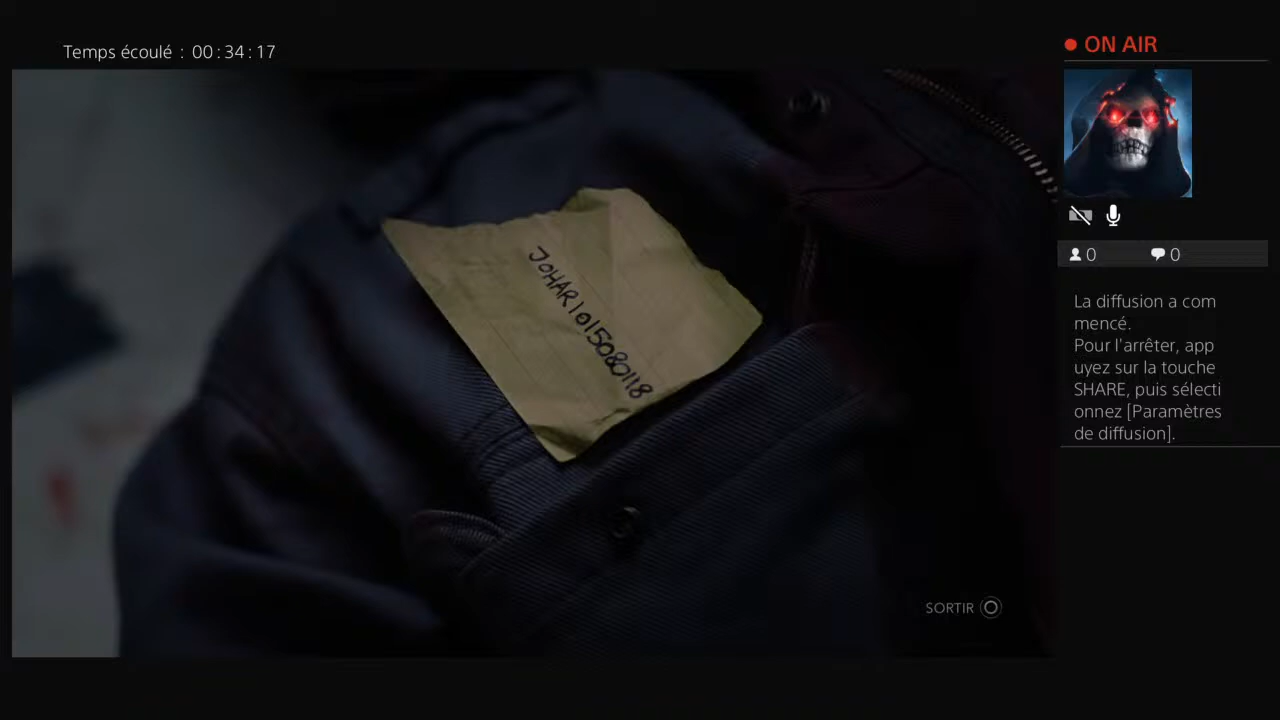 Temps écoulé : 00:34:17
ON AIR
JOHAR1015080118
0
0
La diffusion a com
mencé.
Pour l'arrêter, app
uyez sur la touche
SHARE, puis sélecti
onnez [Paramètres
de diffusion].
SORTIR